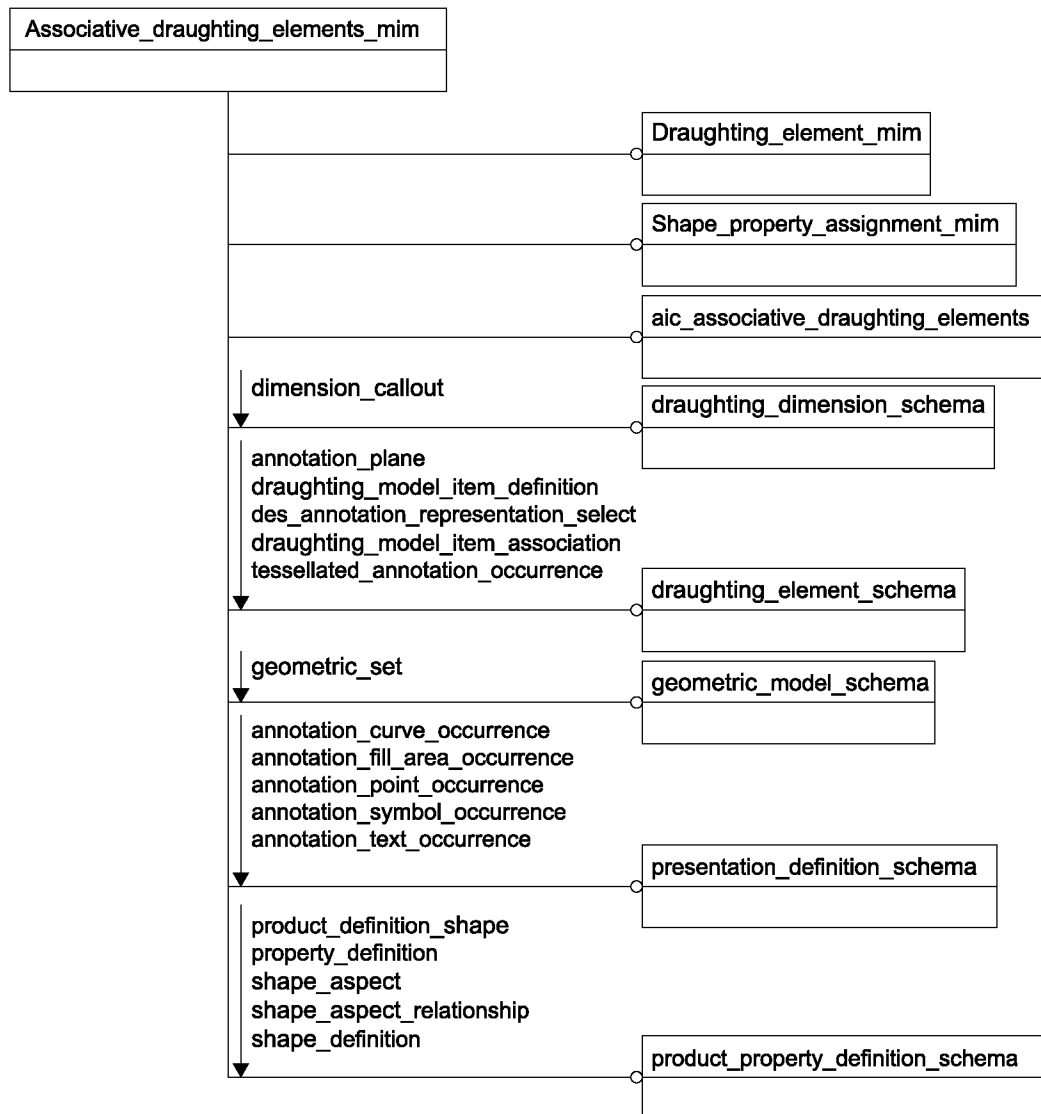 Associative_draughting_elements_mim
Draughting_element_mim
Shape_property_assignment_mim
aic_associative_draughting_elements
dimension_callout
draughting_dimension_schema
annotation_plane
draughting_model_item_definition
des_annotation_representation_select
draughting_model_item_association
tessellated_annotation_occurrence
draughting_element_schema
geometric_set
geometric_model_schema
annotation_curve_occurrence
annotation_fill_area_occurrence
annotation_point_occurrence
annotation_symbol_occurrence
annotation_text_occurrence
presentation_definition_schema
product_definition_shape
property_definition
shape_aspect
shape_aspect_relationship
shape_definition
product_property_definition_schema